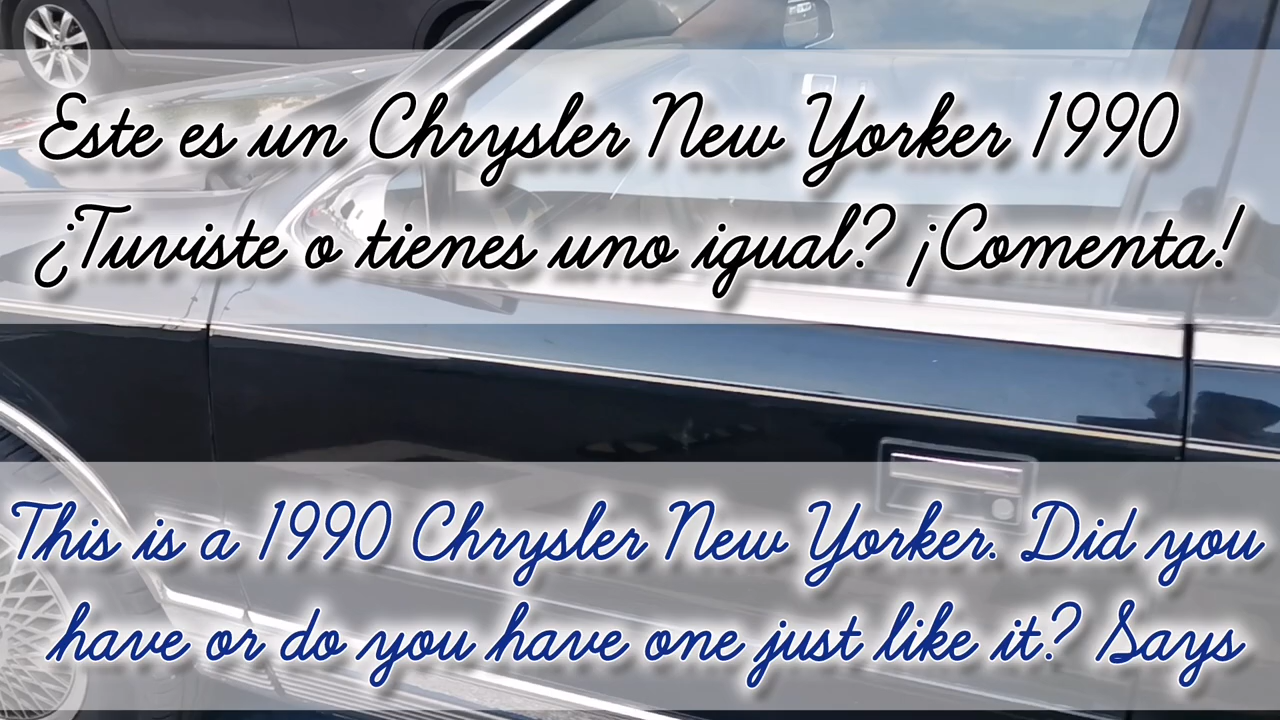 Este es un Chrysler New Yorker 1990
¿Tuviste o tienes uno igual? ¡Comenta!
This is a 1990 Chrysler New Yorker. Did you
have or do you have one just like it? Says